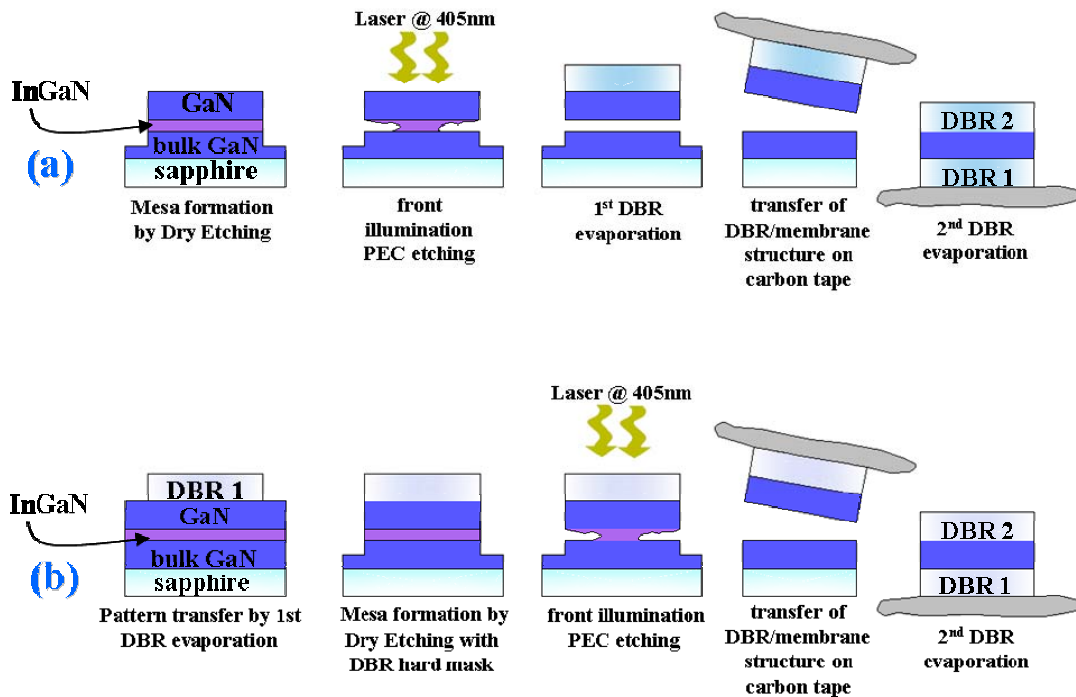 Laser @ 405nm
InGaN
GaN
bulk GaN
sapphire
(a)
Mesa formation
by Dry Etching
front
illumination
PEC etching
1st DBR
evaporation
transfer of
DBR/membrane
structure on
carbon tape
DBR 2
DBR 1
2nd DBR
evaporation
Laser @ 405nm
InGaN
DBR 1
GaN
bulk GaN
sapphire
(b)
Pattern transfer by 1st
DBR evaporation
Mesa formation by
Dry Etching with
DBR hard mask
front illumination
PEC etching
transfer of
DBR/membrane
structure on
carbon tape
DBR 2
DBR 1
2nd DBR
evaporation